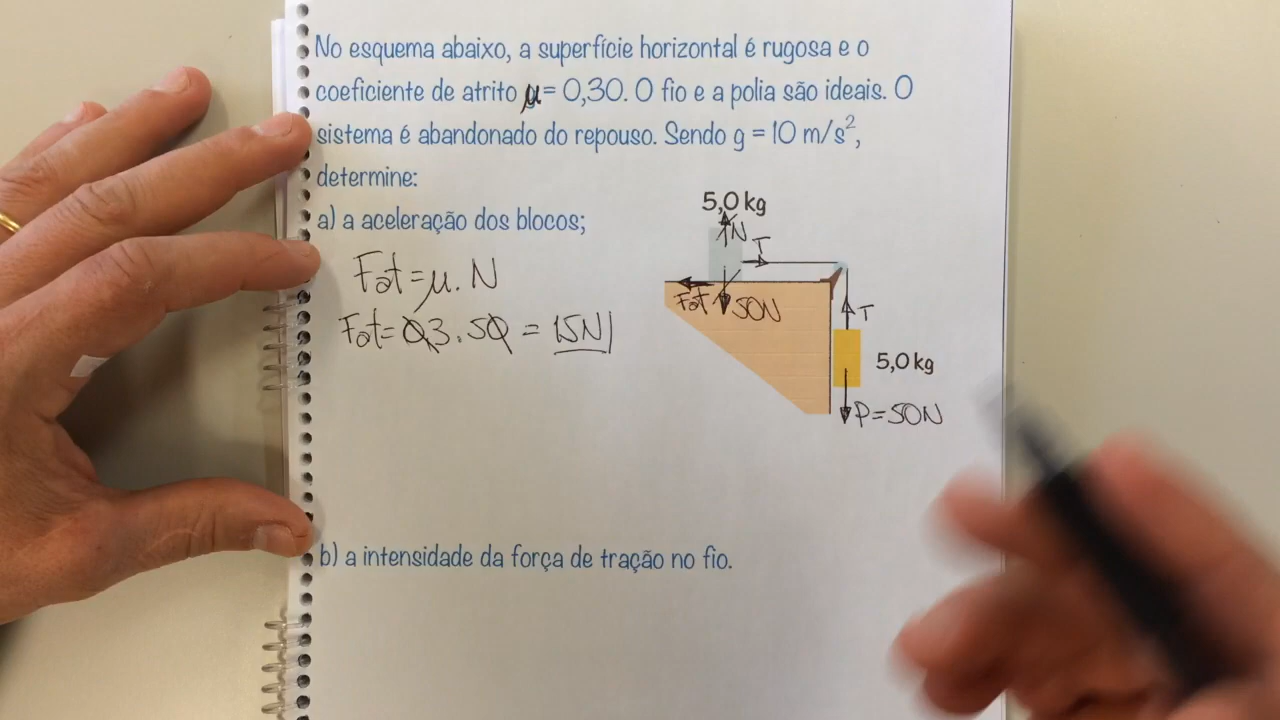 No esquema abaixo, a superfície horizontal é rugosa e o
coeficiente de atrito μ = 0,30. O fio e a polia são ideais. O
sistema é abandonado do repouso. Sendo g = 10 m/s²,
determine:
a) a aceleração dos blocos;
Fat = μ. N
Fat = 0,3 . 50 = 15N
5,0 kg
N
T
Fat
50N
T
5,0 kg
P = 50N
b) a intensidade da força de tração no fio.